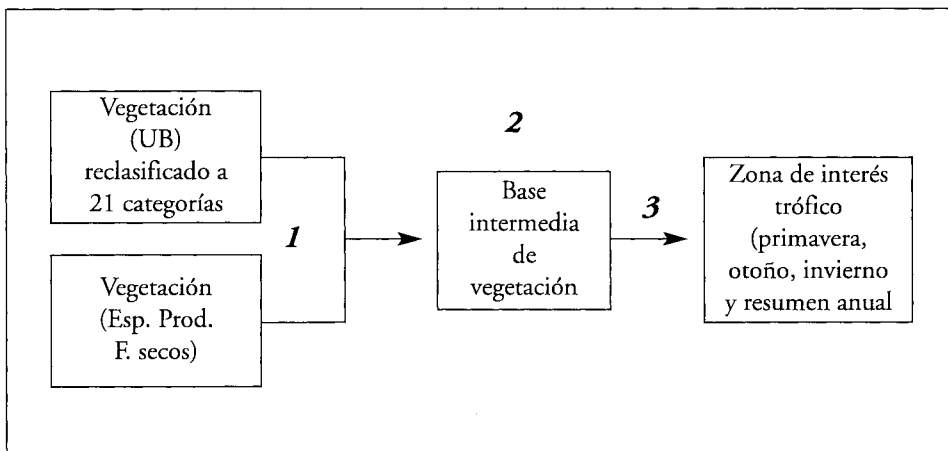 Vegetación
(UB)
reclasificado a
21 categorías
1
Vegetación
(Esp. Prod.
F. secos)
2
Base
intermedia
de
vegetación
3
Zona de interés
trófico
(primavera,
otoño, invierno
y resumen anual